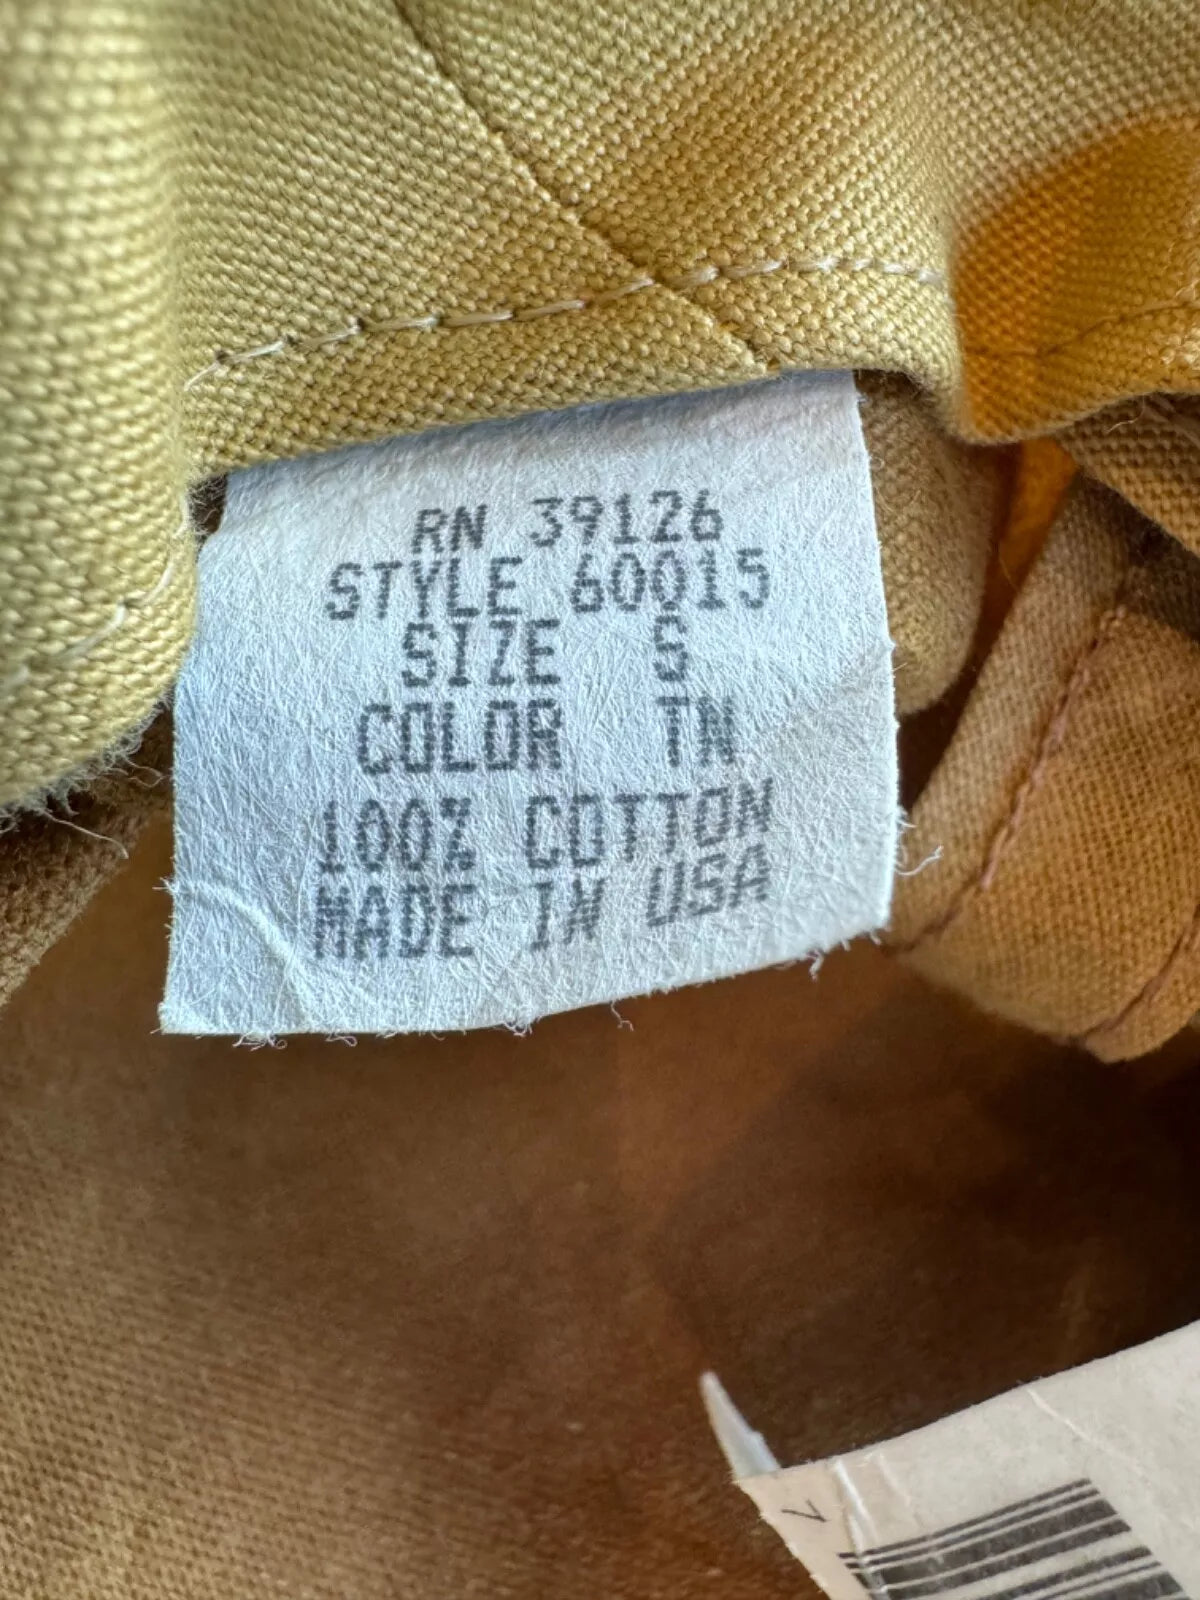 RN 39126
STYLE 60015
SIZE S
COLOR TN
100% COTTON
MADE IN USA